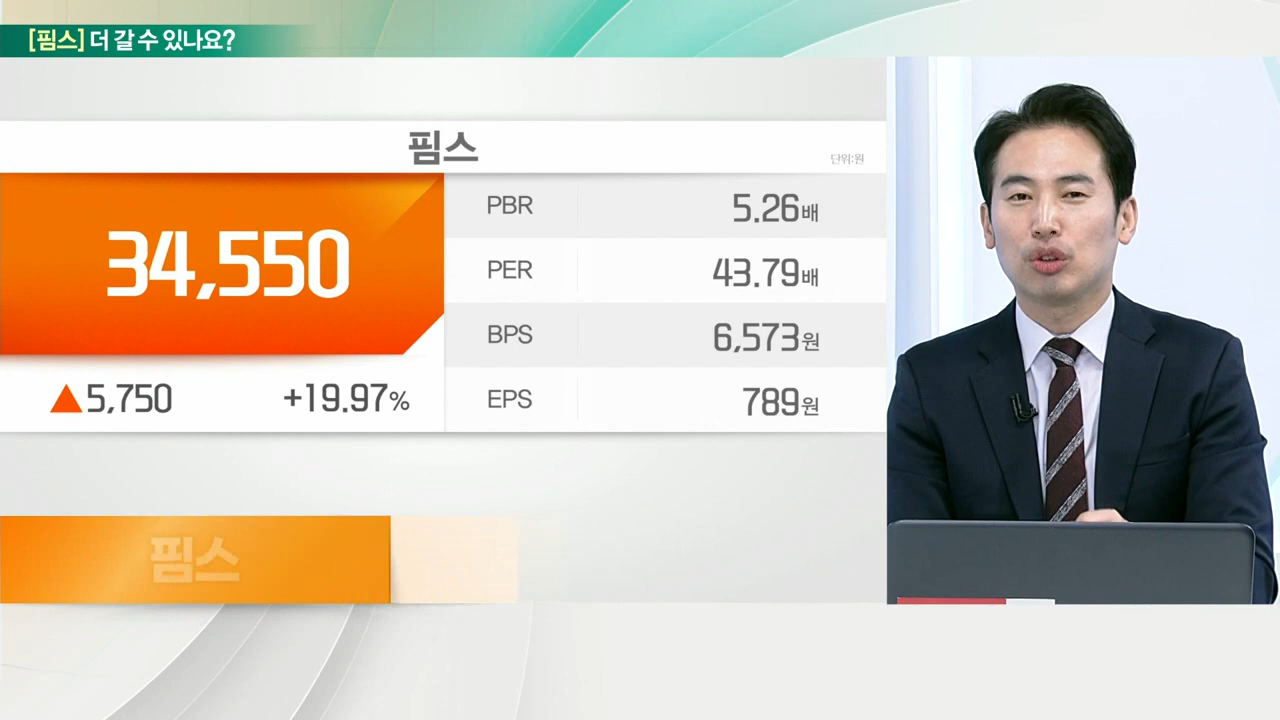 [핌스] 더 갈 수 있나요?
핌스
단위:원
34,550
▲5,750 +19.97%
PBR 5.26배
PER 43.79배
BPS 6,573원
EPS 789원
핌스